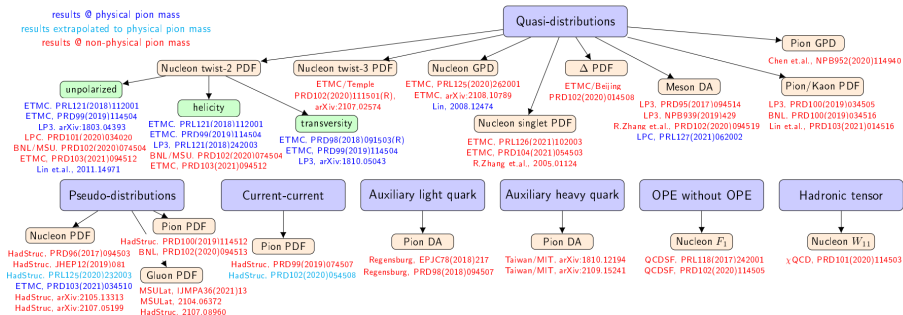 results @ physical pion mass
results extrapolated to physical pion mass
results @ non-physical pion mass
Quasi-distributions
Nucleon twist-2 PDF
unpolarized
ETMC, PRL121(2018)112001
ETMC, PRD99(2019)114504
LP3. arXiv:1803.04393
LPC. PRD101(2020)034020
BNL/MSU. PRD102(2020)074504
ETMC, PRD103(2021)094512
Lin et.al., 2011.14971
helicity
ETMC, PRL121(2018)112001
ETMC, PRD99(2019)114504
LP3. PRL121(2018)242003
BNL/MSU. PRD102(2020)074504
ETMC, PRD103(2021)094512
transversity
ETMC, PRD98(2018)091503(R)
ETMC, PRD99(2019)114504
LP3, arXiv:1810.05043
Nucleon twist-3 PDF
ETMC/Temple
PRD102(2020)111501(R),
arXiv:2107.02574
Nucleon GPD
ETMC, PRL125(2020)262001
ETMC, arXiv:2108.10789
Lin, 2008.12474
Nucleon singlet PDF
ETMC, PRL126(2021)102003
ETMC, PRD104(2021)054503
R.Zhang et.al., 2005.01124
Δ PDF
ETMC/Beijing
PRD102(2020)014508
Meson DA
LP3. PRD95(2017)094514
LP3. NPB939(2019)429
R.Zhang et.al., PRD102(2020)094519
LPC, PRL127(2021)062002
Pion GPD
Chen et.al., NPB952(2020)114940
Pion/Kaon PDF
LP3. PRD100(2019)034505
BNL. PRD100(2019)034516
Lin et.al., PRD103(2021)014516
Pseudo-distributions
Nucleon PDF
HadStruc, PRD96(2017)094503
HadStruc, JHEP12(2019)081
HadStruc. PRL125(2020)232003
ETMC, PRD103(2021)034510
HadStruc, arXiv:2105.13313
HadStruc, arXiv:2107.05199
Pion PDF
HadStruc. PRD100(2019)114512
BNL. PRD102(2020)094513
Gluon PDF
MSULat, IJMPA36(2021)13
MSULat. 2104.06372
HadStruc. 2107.08960
Current-current
Pion PDF
HadStruc, PRD99(2019)074507
HadStruc, PRD102(2020)054508
Auxiliary light quark
Pion DA
Regensburg, EPJC78(2018)217
Regensburg, PRD98(2018)094507
Auxiliary heavy quark
Pion DA
Taiwan/MIT. arXiv:1810.12194
Taiwan/MIT, arXiv:2109.15241
OPE without OPE
Nucleon F₁
QCDSF, PRL118(2017)242001
QCDSF, PRD102(2020)114505
Hadronic tensor
Nucleon W₁₁
χQCD, PRD101(2020)114503